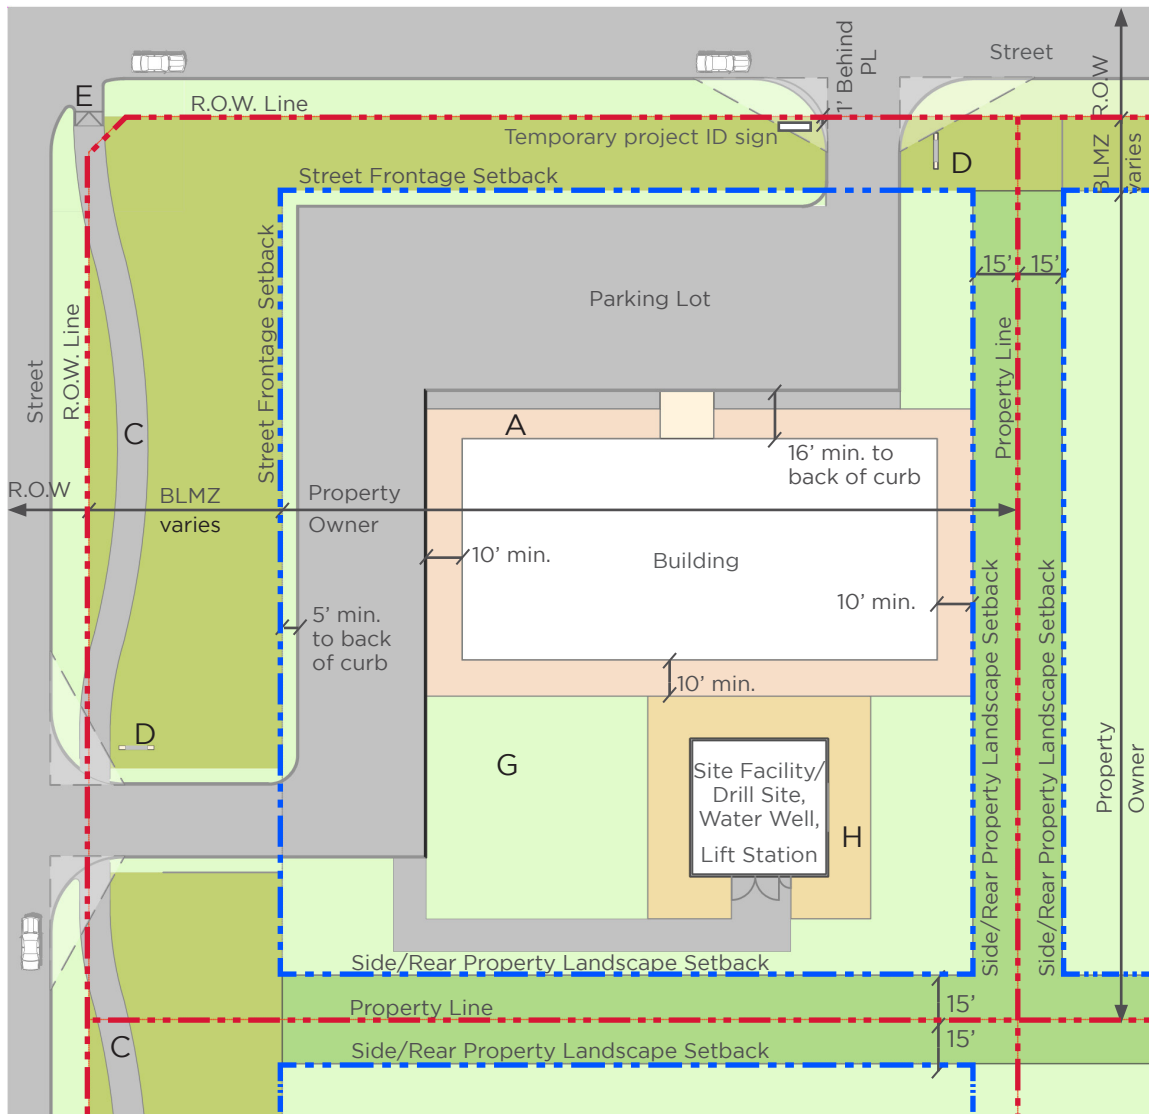 Street
1' Behind
PL
R.O.W
E
R.O.W. Line
Temporary project ID sign
D
BLMZ
varies
Street Frontage Setback
Street Frontage Setback
15'
15'
Parking Lot
Property Line
R.O.W. Line
Street
C
A
16' min. to
back of curb
R.O.W
BLMZ
varies
Property
Owner
10' min.
Building
10' min.
5' min.
to back
of curb
10' min.
Side/Rear Property Landscape Setback
Side/Rear Property Landscape Setback
Property
Owner
D
G
Site Facility/
Drill Site,
Water Well,
Lift Station
H
Side/Rear Property Landscape Setback
Property Line
15'
C
Side/Rear Property Landscape Setback
15'